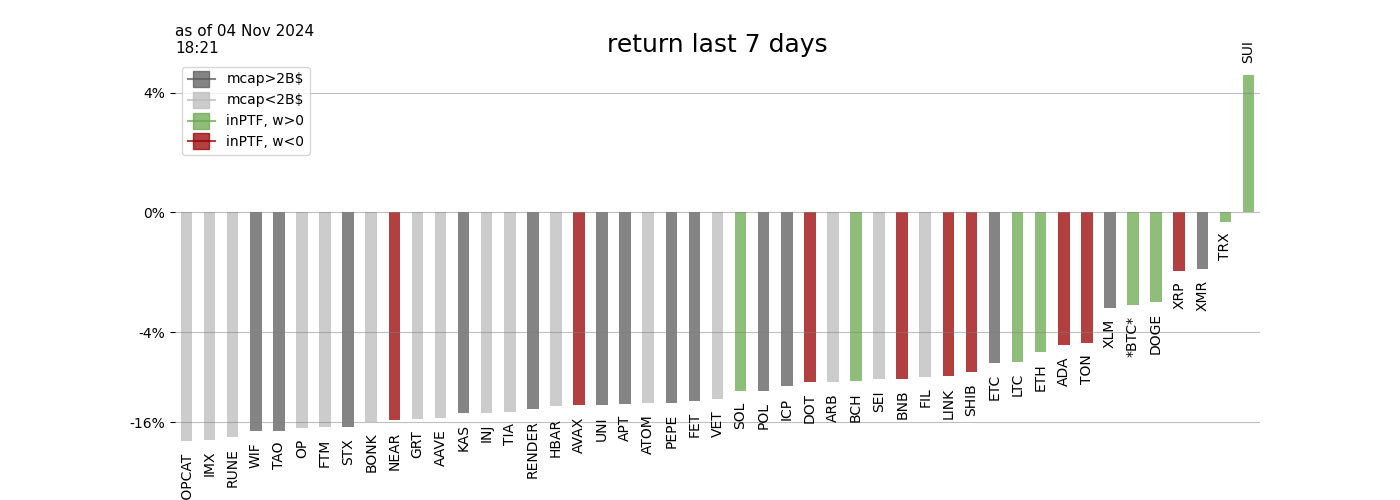 as of 04 Nov 2024
18:21
return last 7 days
mcap>2B$
mcap<2B$
inPTF, w>0
inPTF, w<0
4%
0%
-4%
-16%
OPCAT
IMX
RUNE
WIF
TAO
OP
FTM
STX
BONK
NEAR
GRT
AAVE
KAS
INJ
TIA
RENDER
HBAR
AVAX
UNI
APT
ATOM
PEPE
FET
VET
SOL
POL
ICP
DOT
ARB
BCH
SEI
BNB
FIL
LINK
SHIB
ETC
LTC
ETH
ADA
TON
XLM
*BTC*
DOGE
XRP
XMR
TRX
SUI